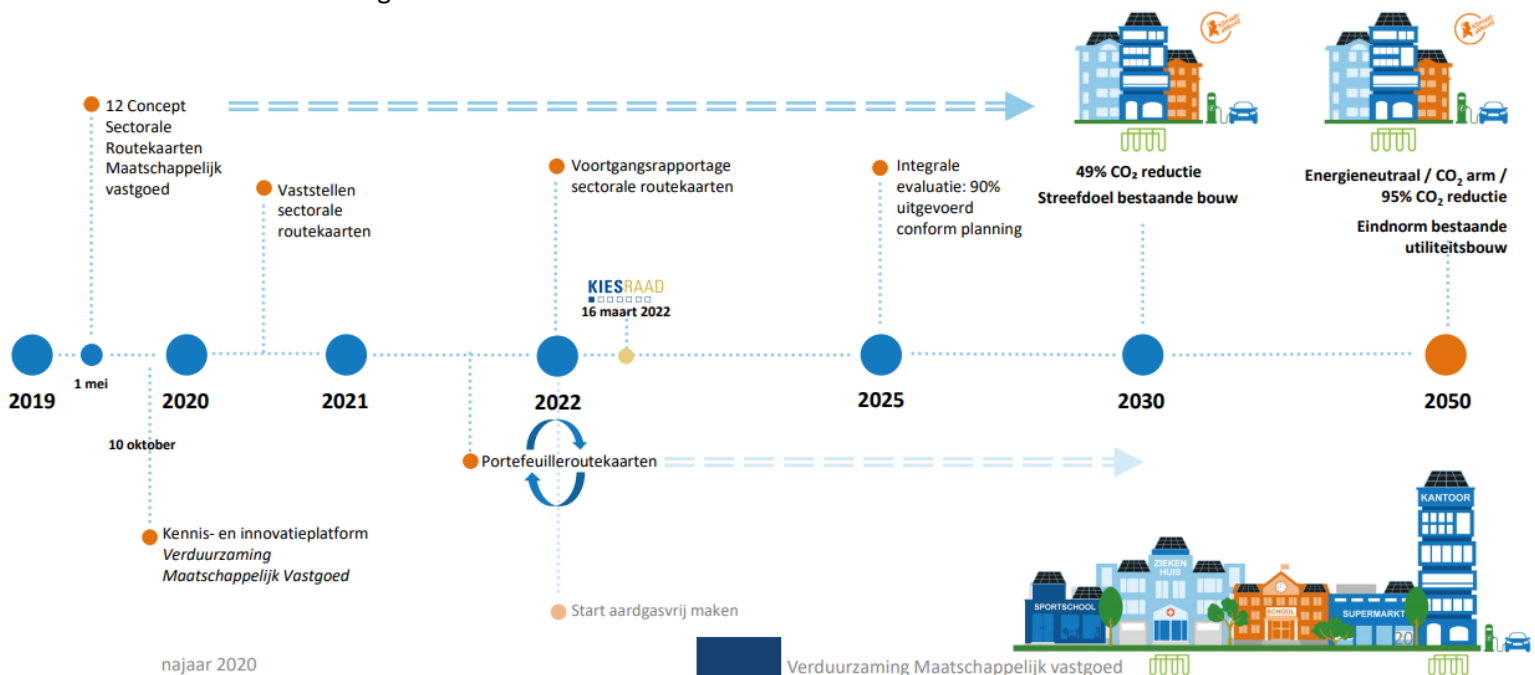 12 Concept
Sectorale
Routekaarten
Maatschappelijk
vastgoed
Vaststellen
sectorale
routekaarten
Voortgangsrapportage
sectorale routekaarten
Integrale
evaluatie: 90%
uitgevoerd
conform planning
49% CO₂ reductie
Streefdoel bestaande bouw
Energieneutraal / CO₂ arm /
95% CO₂ reductie
Eindnorm bestaande
utiliteitsbouw
KIESRAAD
16 maart 2022
1 mei
2019
2020
2021
2022
2025
2030
2050
10 oktober
Portefeuilleroutekaarten
Kennis- en innovatieplatform
Verduurzaming
Maatschappelijk Vastgoed
Start aardgasvrij maken
KANTOOR
ZIEKEN
HUIS
SPORTSCHOOL
SCHOOL
SUPERMARKT
20
najaar 2020
Verduurzaming Maatschappelijk vastgoed